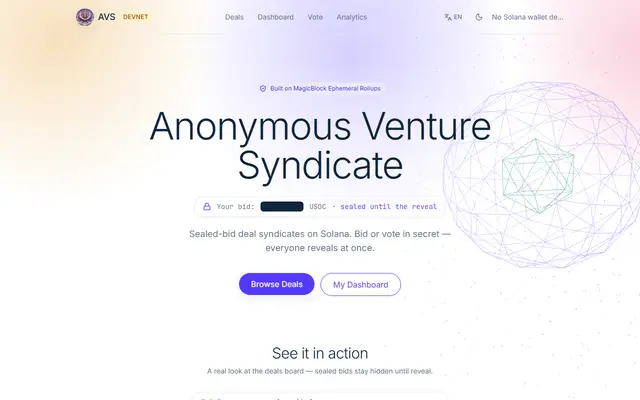 AVS DEVNET Deals Dashboard Vote Analytics EN No Solana wallet de...
Built on MagicBlock Ephemeral Rollups
Anonymous Venture
Syndicate
Your bid: USDC · sealed until the reveal
Sealed-bid deal syndicates on Solana. Bid or vote in secret —
everyone reveals at once.
Browse Deals My Dashboard
See it in action
A real look at the deals board — sealed bids stay hidden until reveal.